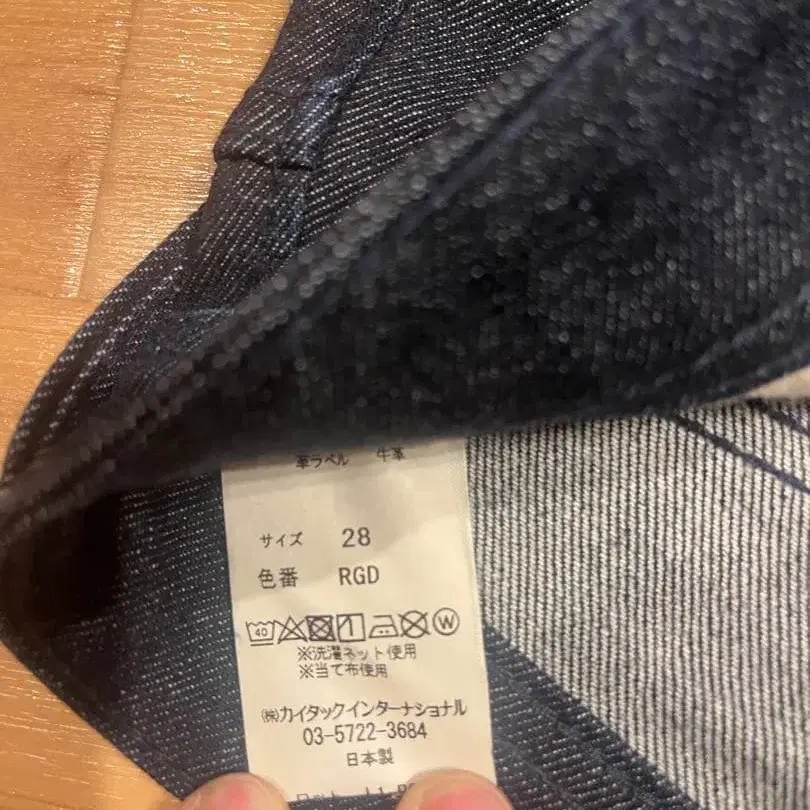 革ラベル 牛革
サイズ 28
色番 RGD
40 W
※洗濯ネット使用
※当て布使用
㈱カイタックインターナショナル
03-5722-3684
日本製